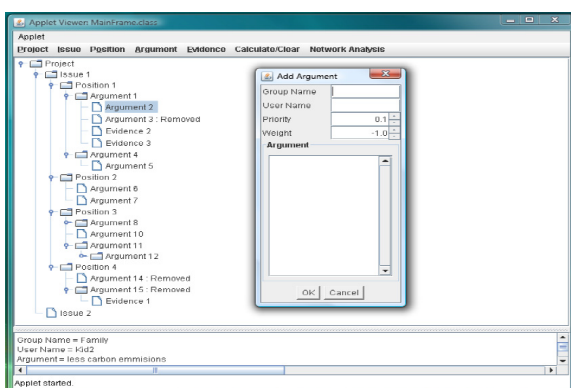 Applet Viewer: MainFrame.class
Applet
Project Issue Position Argument Evidence Calculate/Clear Network Analysis
Project
Issue 1
Position 1
Argument 1
Argument 2
Argument 3 : Removed
Evidence 2
Evidence 3
Argument 4
Argument 5
Position 2
Argument 6
Argument 7
Position 3
Argument 8
Argument 10
Argument 11
Argument 12
Position 4
Argument 14 : Removed
Argument 15 : Removed
Evidence 1
Issue 2
Add Argument
Group Name
User Name
Priority 0.1
Weight -1.0
Argument
OK Cancel
Group Name = Family
User Name = Kid2
Argument = less carbon emmisions
Applet started.